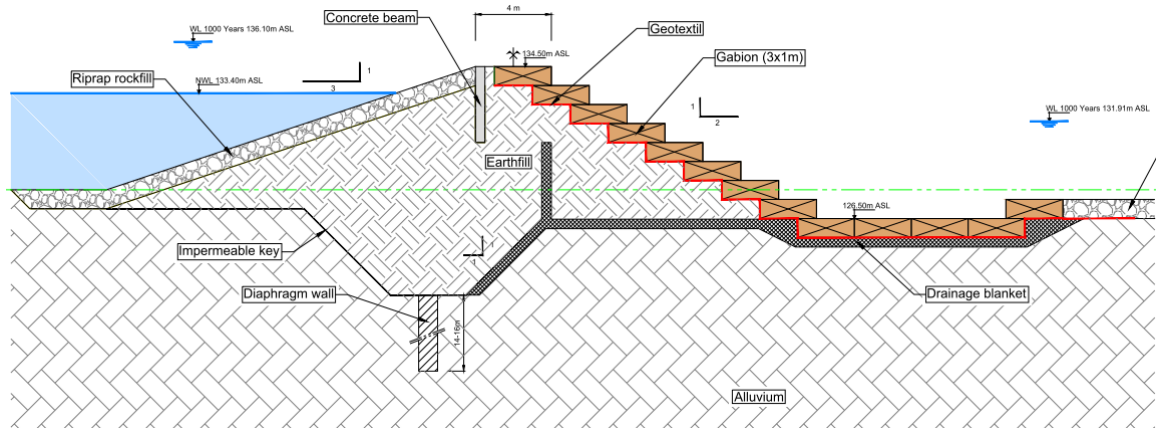 4 m
Concrete beam
WL 1000 Years 136.10m ASL
Geotextil
134.50m ASL
Gabion (3x1m)
Riprap rockfill
NWL 133.40m ASL
1
3
1
2
WL 1000 Years 131.91m ASL
Earthfill
126.50m ASL
Impermeable key
1
1
Diaphragm wall
Drainage blanket
14-16m
Alluvium